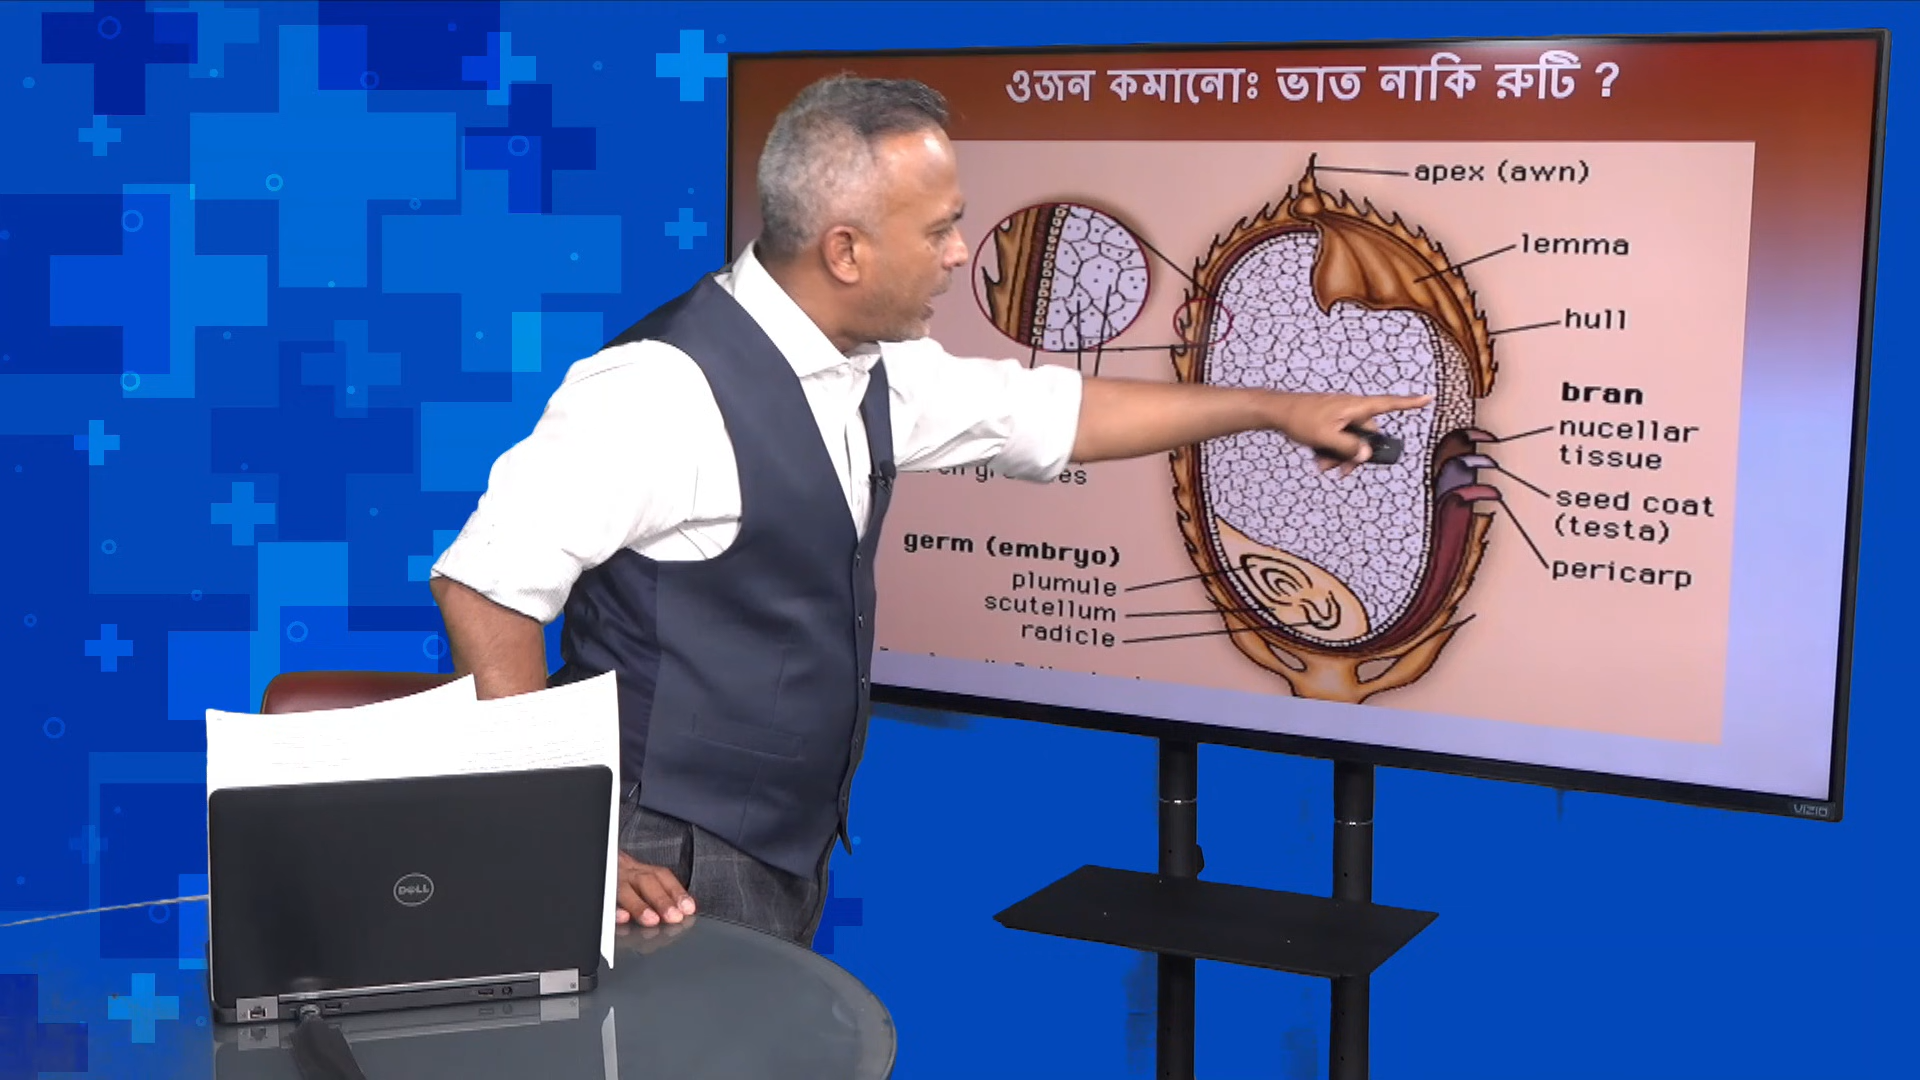 ওজন কমানোঃ ভাত নাকি রুটি ?
apex (awn)
lemma
hull
bran
nucellar
tissue
seed coat
(testa)
pericarp
germ (embryo)
plumule
scutellum
radicle
DELL
VIZIO